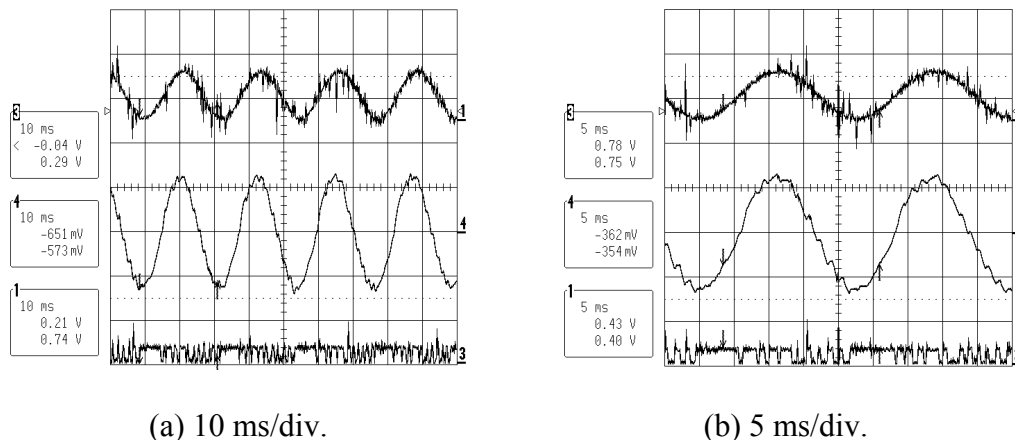 3
10 ms
< -0.04 V
0.29 V
4
10 ms
-651 mV
-573 mV
1
10 ms
0.21 V
0.74 V
1
4
3
3
5 ms
0.78 V
0.75 V
4
5 ms
-362 mV
-354 mV
1
5 ms
0.43 V
0.40 V
(a) 10 ms/div.
(b) 5 ms/div.